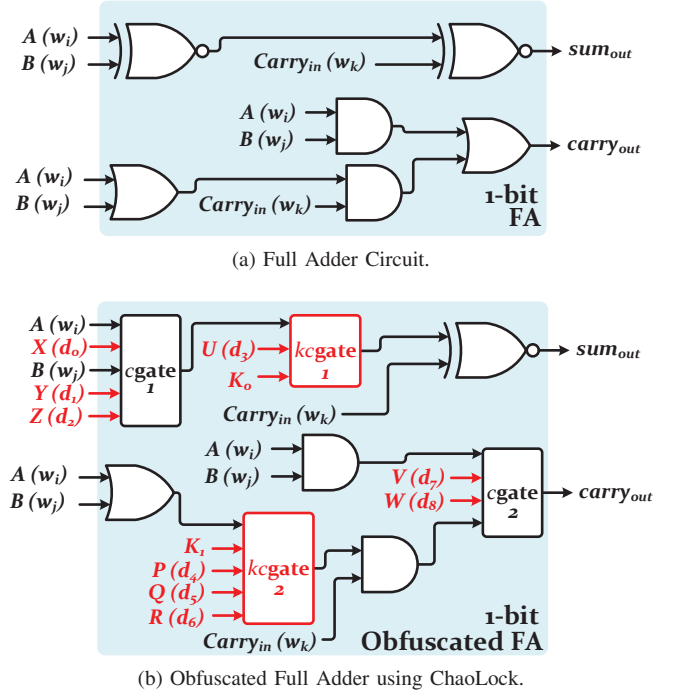 A (wᵢ)
B (wⱼ)
Carryᵢₙ (wₖ)
sumₒᵤₜ
A (wᵢ)
B (wⱼ)
carryₒᵤₜ
A (wᵢ)
B (wⱼ)
Carryᵢₙ (wₖ)
1-bit
FA
(a) Full Adder Circuit.
A (wᵢ)
X (d₀)
B (wⱼ)
Y (d₁)
Z (d₂)
cgate
1
U (d₃)
K₀
kcgate
1
Carryᵢₙ (wₖ)
sumₒᵤₜ
A (wᵢ)
B (wⱼ)
A (wᵢ)
B (wⱼ)
V (d₇)
W (d₈)
cgate
2
carryₒᵤₜ
K₁
P (d₄)
Q (d₅)
R (d₆)
kcgate
2
Carryᵢₙ (wₖ)
1-bit
Obfuscated FA
(b) Obfuscated Full Adder using ChaoLock.